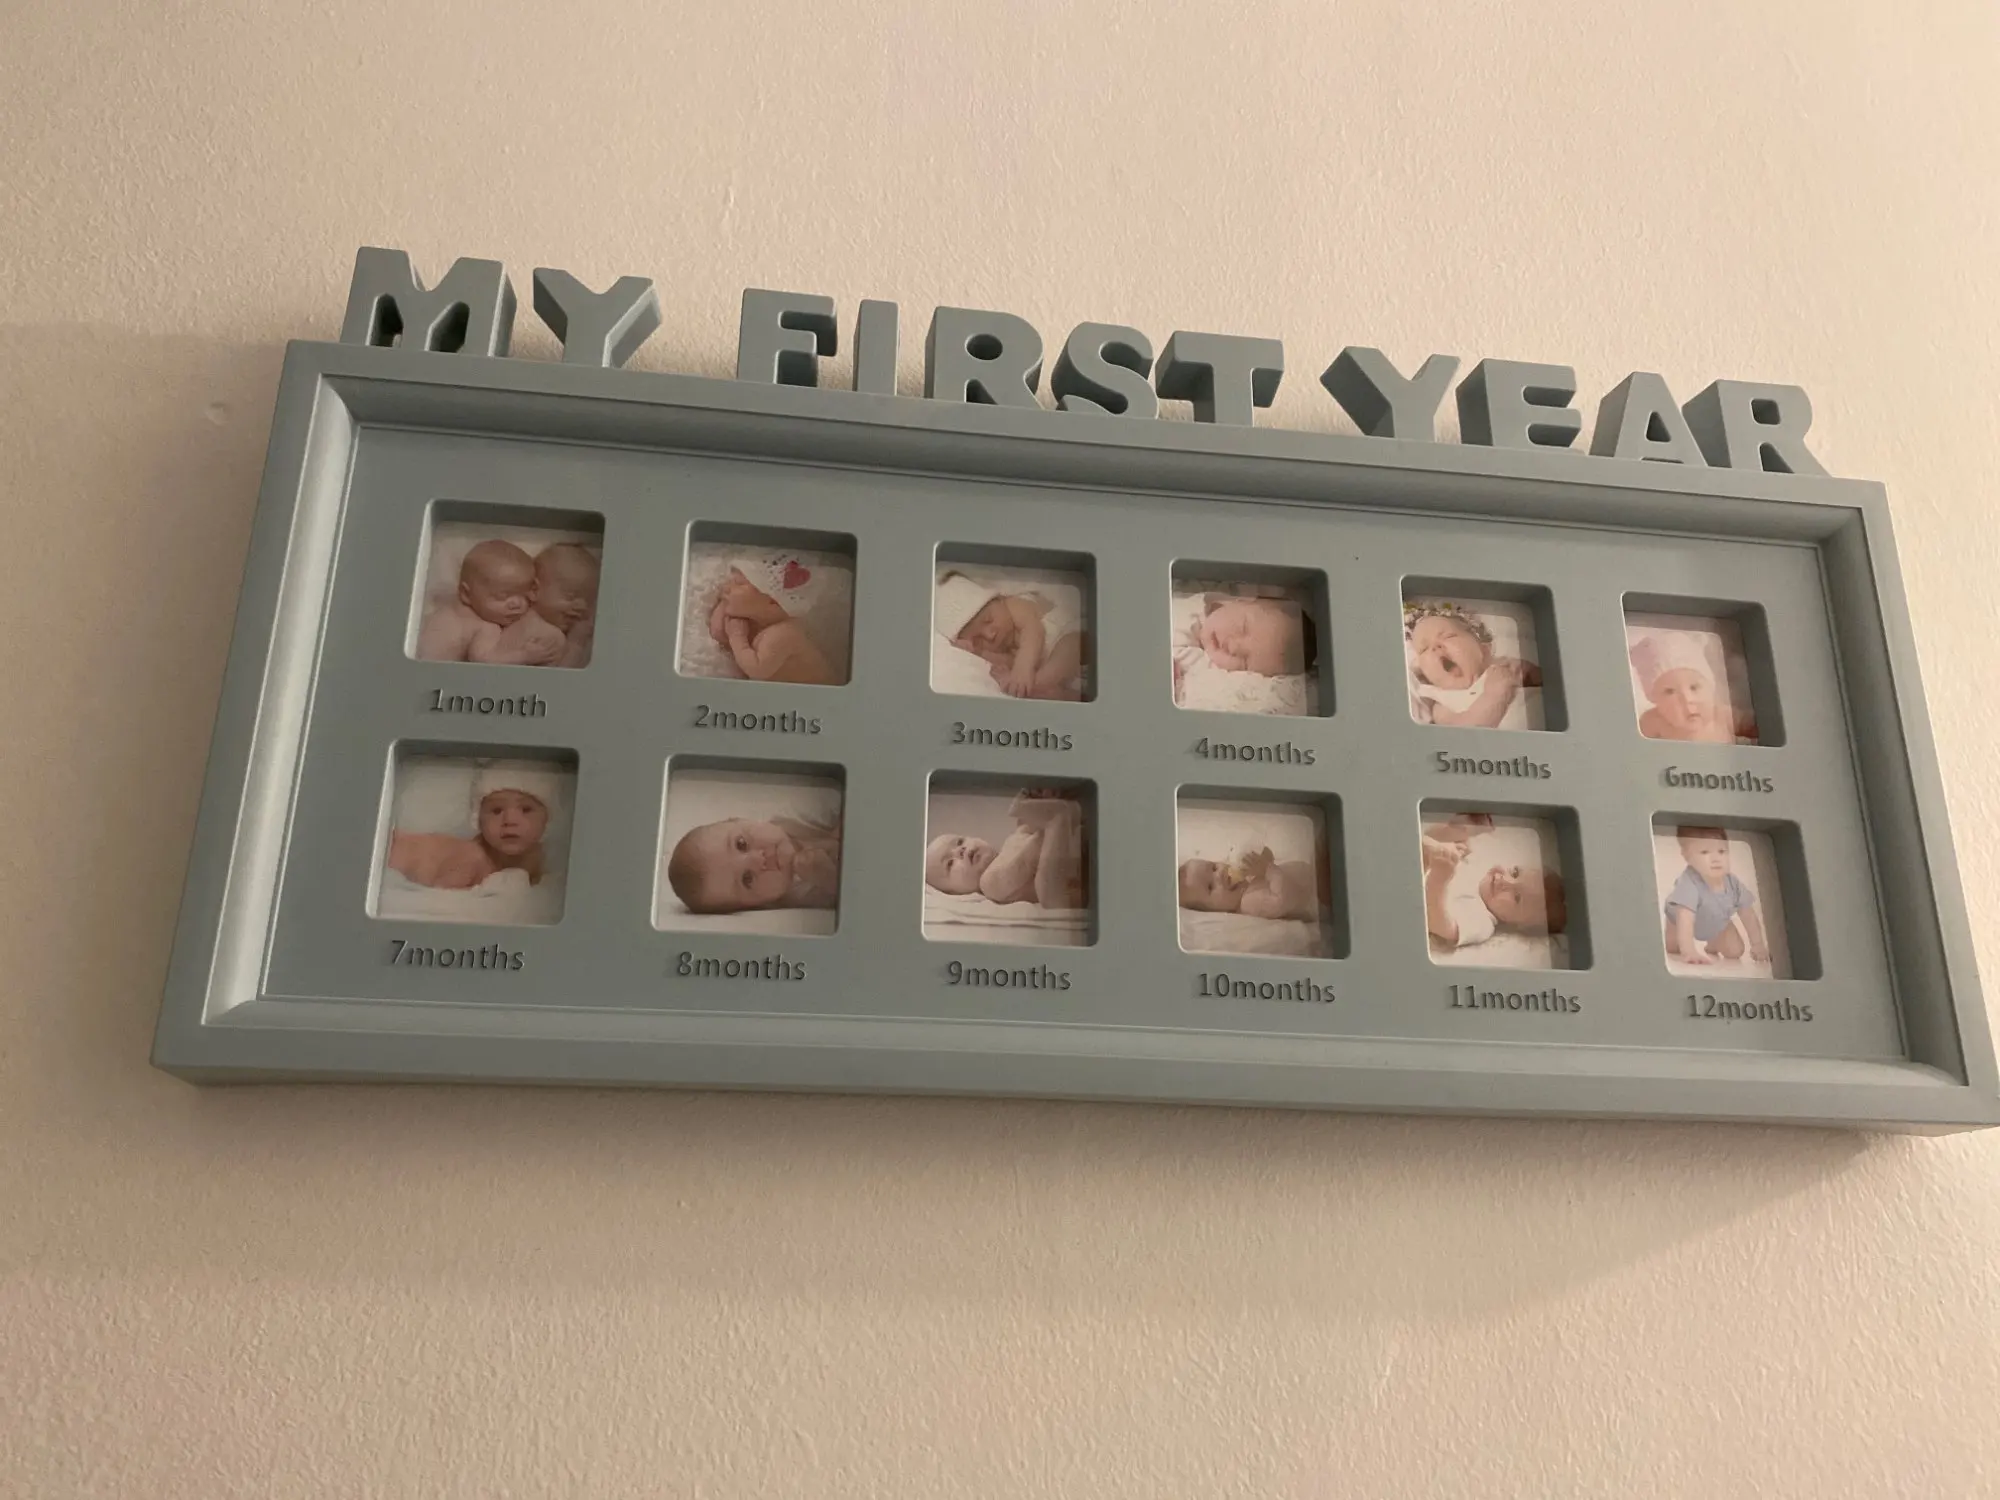 MY FIRST YEAR
1month 2months 3months 4months 5months 6months
7months 8months 9months 10months 11months 12months